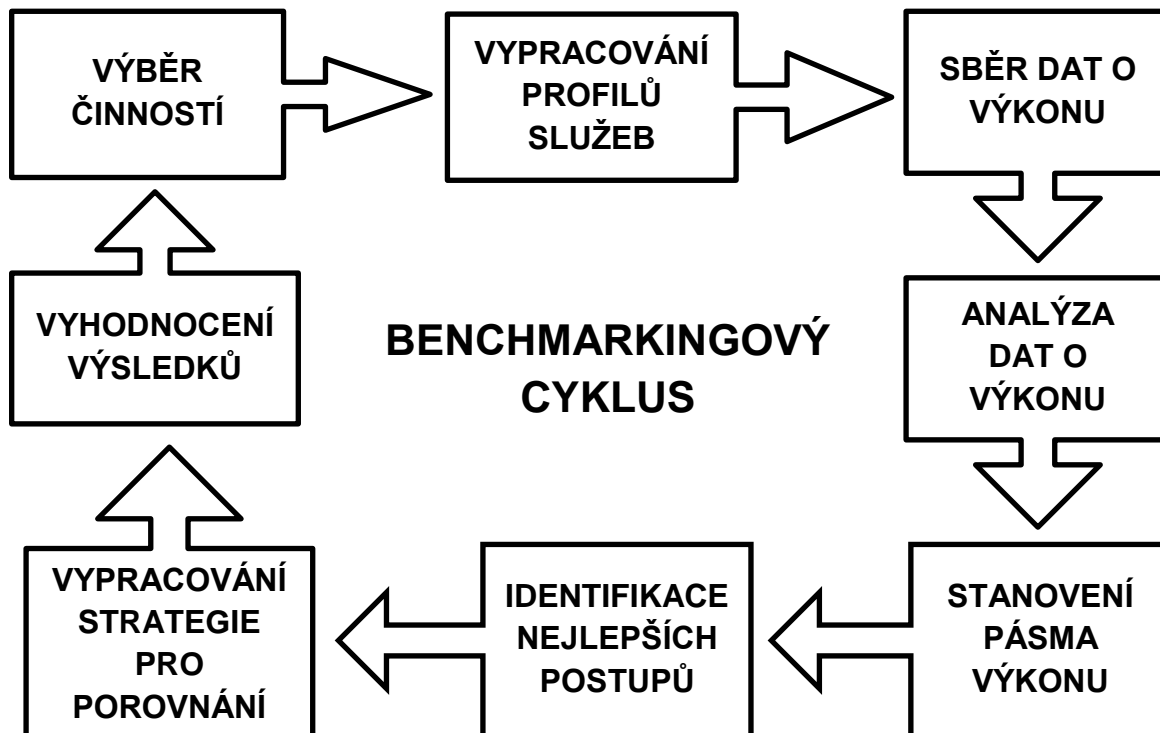 VÝBĚR
ČINNOSTÍ
VYPRACOVÁNÍ
PROFILŮ
SLUŽEB
SBĚR DAT O
VÝKONU
ANALÝZA
DAT O
VÝKONU
STANOVENÍ
PÁSMA
VÝKONU
IDENTIFIKACE
NEJLEPŠÍCH
POSTUPŮ
VYPRACOVÁNÍ
STRATEGIE
PRO
POROVNÁNÍ
VYHODNOCENÍ
VÝSLEDKŮ
BENCHMARKINGOVÝ
CYKLUS